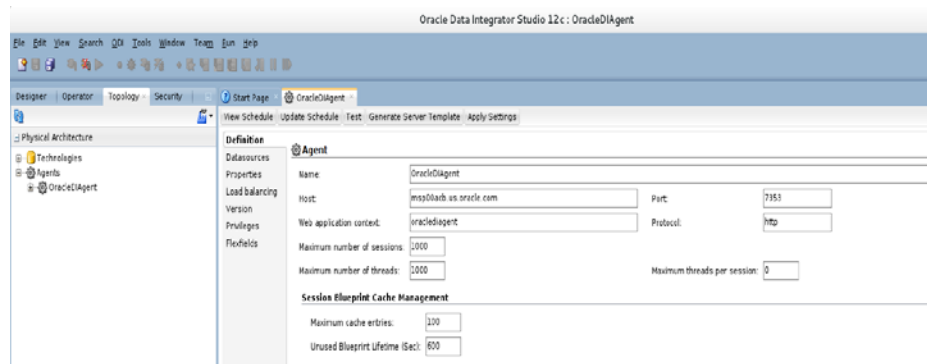 Oracle Data Integrator Studio 12c : OracleDIAgent
File Edit View Search ODI Tools Window Team Run Help
Designer Operator Topology Security Start Page OracleDIAgent
View Schedule Update Schedule Test Generate Server Template Apply Settings
Physical Architecture
Technologies
Agents
OracleDIAgent
Definition
Datasources
Properties
Load balancing
Version
Privileges
Flexfields
Agent
Name: OracleDIAgent
Host: msp00acb.us.oracle.com Port: 7353
Web application context: oraclediagent Protocol: http
Maximum number of sessions: 1000
Maximum number of threads: 1000 Maximum threads per session: 0
Session Blueprint Cache Management
Maximum cache entries: 100
Unused Blueprint Lifetime (Sec): 600